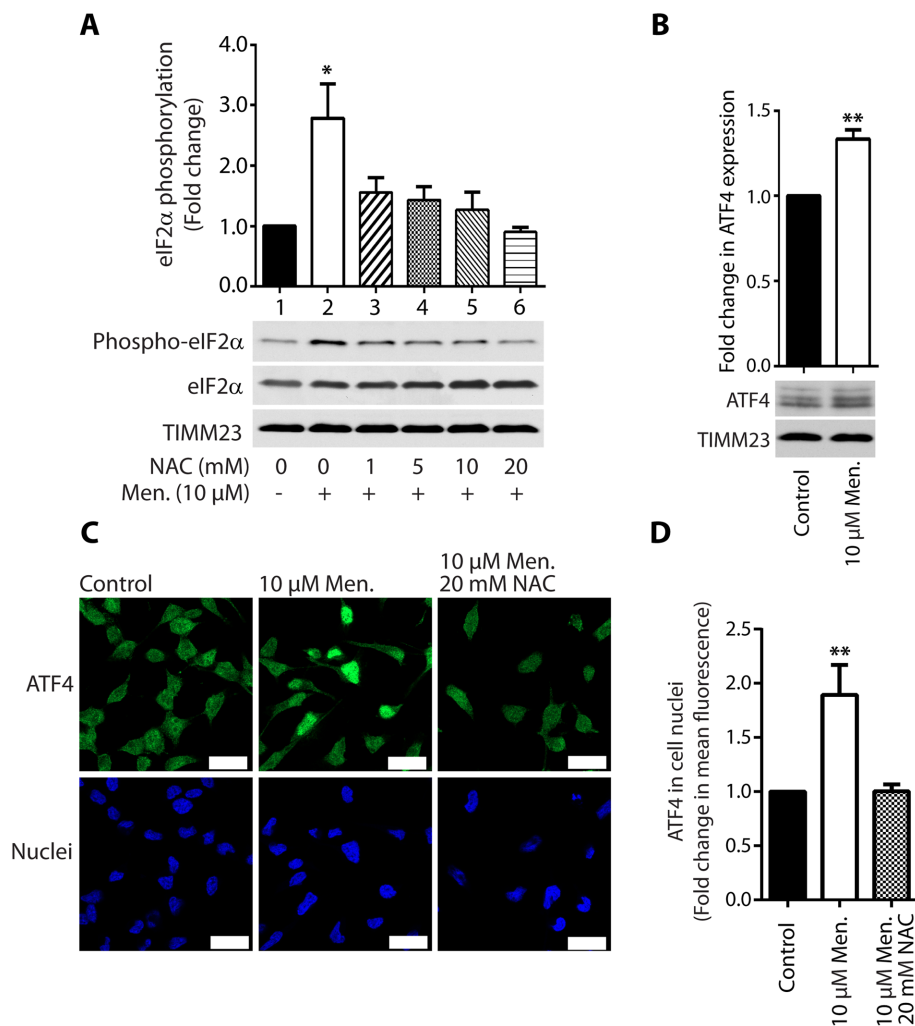 A
eIF2α phosphorylation
(Fold change)
4.0
3.0
2.0
1.0
0.0
*
1 2 3 4 5 6
Phospho-eIF2α
eIF2α
TIMM23
NAC (mM) 0 0 1 5 10 20
Men. (10 µM) - + + + + +
B
Fold change in ATF4 expression
1.5
1.0
0.5
0.0
**
ATF4
TIMM23
Control
10 µM Men.
C
Control
10 µM Men.
10 µM Men.
20 mM NAC
ATF4
Nuclei
D
ATF4 in cell nuclei
(Fold change in mean fluorescence)
2.5
2.0
1.5
1.0
0.5
0.0
**
Control
10 µM Men.
10 µM Men.
20 mM NAC